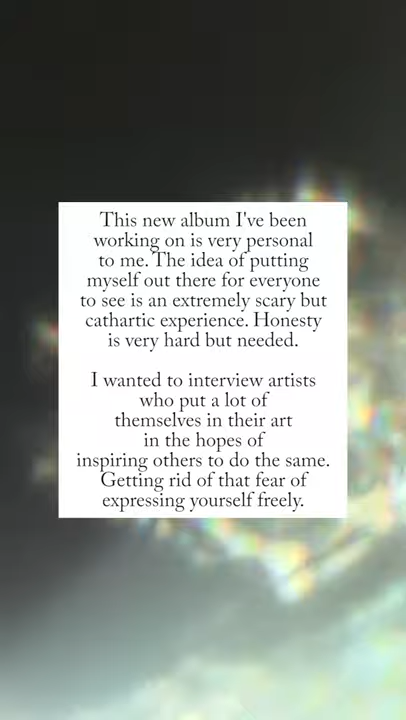 This new album I've been
working on is very personal
to me. The idea of putting
myself out there for everyone
to see is an extremely scary but
cathartic experience. Honesty
is very hard but needed.
I wanted to interview artists
who put a lot of
themselves in their art
in the hopes of
inspiring others to do the same.
Getting rid of that fear of
expressing yourself freely.